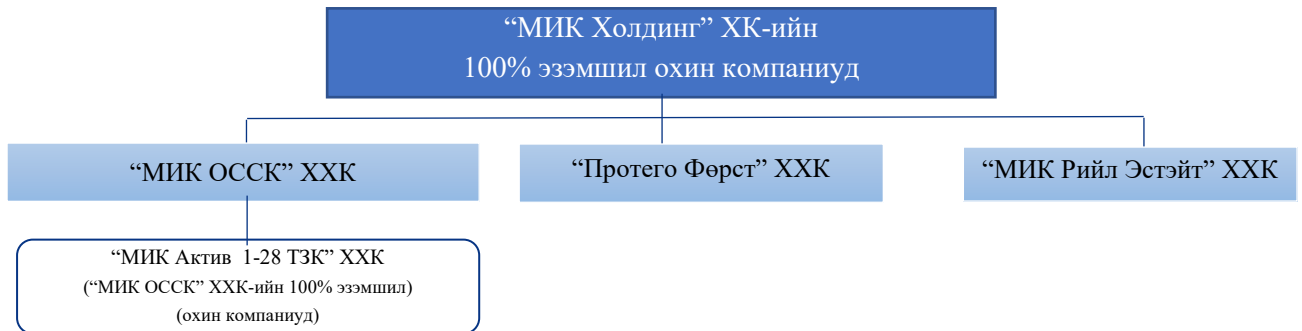 “МИК Холдинг” ХК-ийн
100% эзэмшил охин компаниуд
“МИК ОССК” ХХК
“Протего Фөрст” ХХК
“МИК Рийл Эстэйт” ХХК
“МИК Актив 1-28 ТЗК” ХХК
(“МИК ОССК” ХХК-ийн 100% эзэмшил)
(охин компаниуд)